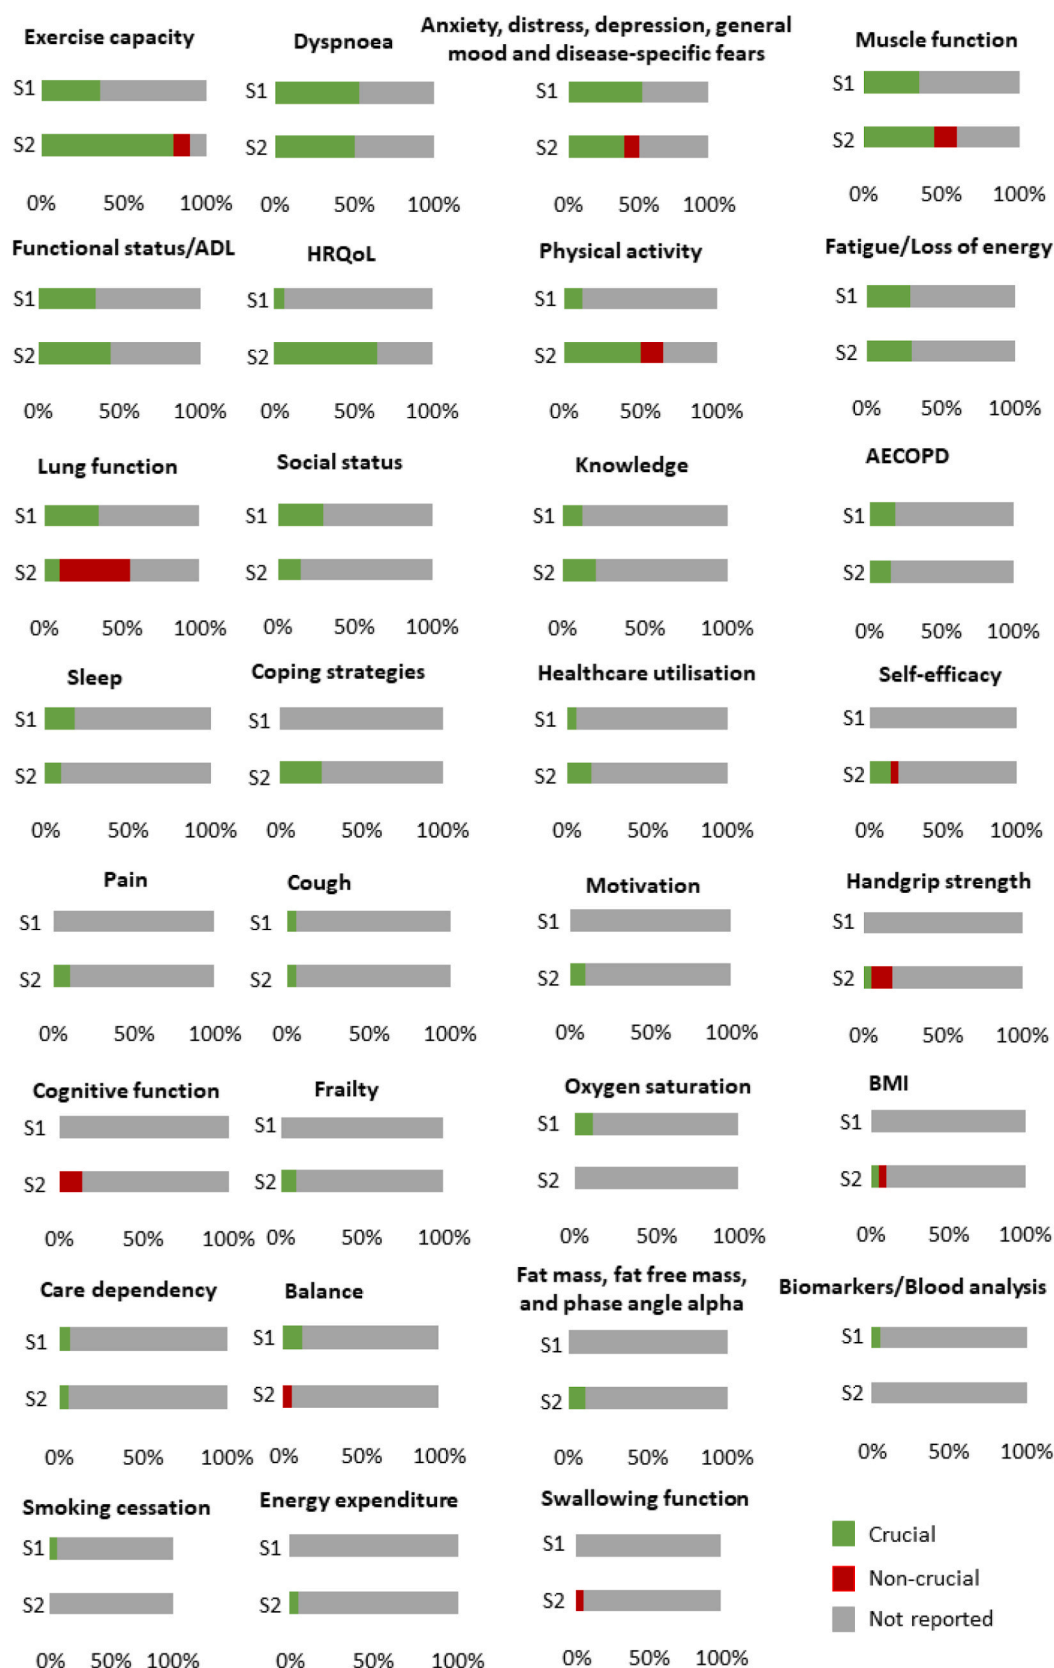 Exercise capacity
S1
S2
0% 50% 100%
Dyspnoea
S1
S2
0% 50% 100%
Anxiety, distress, depression, general
mood and disease-specific fears
S1
S2
0% 50% 100%
Muscle function
S1
S2
0% 50% 100%
Functional status/ADL
S1
S2
0% 50% 100%
HRQoL
S1
S2
0% 50% 100%
Physical activity
S1
S2
0% 50% 100%
Fatigue/Loss of energy
S1
S2
0% 50% 100%
Lung function
S1
S2
0% 50% 100%
Social status
S1
S2
0% 50% 100%
Knowledge
S1
S2
0% 50% 100%
AECOPD
S1
S2
0% 50% 100%
Sleep
S1
S2
0% 50% 100%
Coping strategies
S1
S2
0% 50% 100%
Healthcare utilisation
S1
S2
0% 50% 100%
Self-efficacy
S1
S2
0% 50% 100%
Pain
S1
S2
0% 50% 100%
Cough
S1
S2
0% 50% 100%
Motivation
S1
S2
0% 50% 100%
Handgrip strength
S1
S2
0% 50% 100%
Cognitive function
S1
S2
0% 50% 100%
Frailty
S1
S2
0% 50% 100%
Oxygen saturation
S1
S2
0% 50% 100%
BMI
S1
S2
0% 50% 100%
Care dependency
S1
S2
0% 50% 100%
Balance
S1
S2
0% 50% 100%
Fat mass, fat free mass,
and phase angle alpha
S1
S2
0% 50% 100%
Biomarkers/Blood analysis
S1
S2
0% 50% 100%
Smoking cessation
S1
S2
0% 50% 100%
Energy expenditure
S1
S2
0% 50% 100%
Swallowing function
S1
S2
0% 50% 100%
Crucial
Non-crucial
Not reported